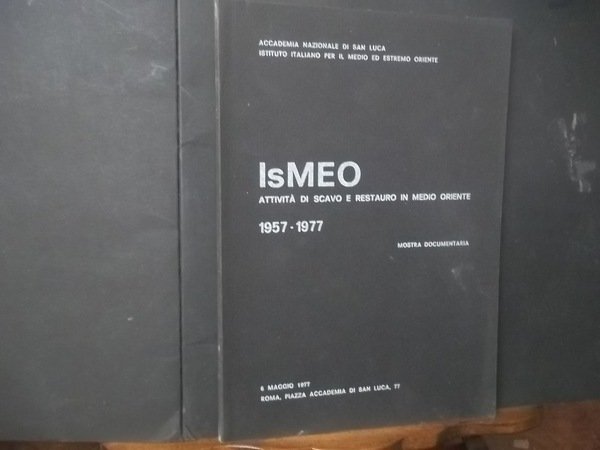 ACCADEMIA NAZIONALE DI SAN LUCA
ISTITUTO ITALIANO PER IL MEDIO ED ESTREMO ORIENTE
IsMEO
ATTIVITÀ DI SCAVO E RESTAURO IN MEDIO ORIENTE
1957-1977
MOSTRA DOCUMENTARIA
6 MAGGIO 1977
ROMA, PIAZZA ACCADEMIA DI SAN LUCA, 77